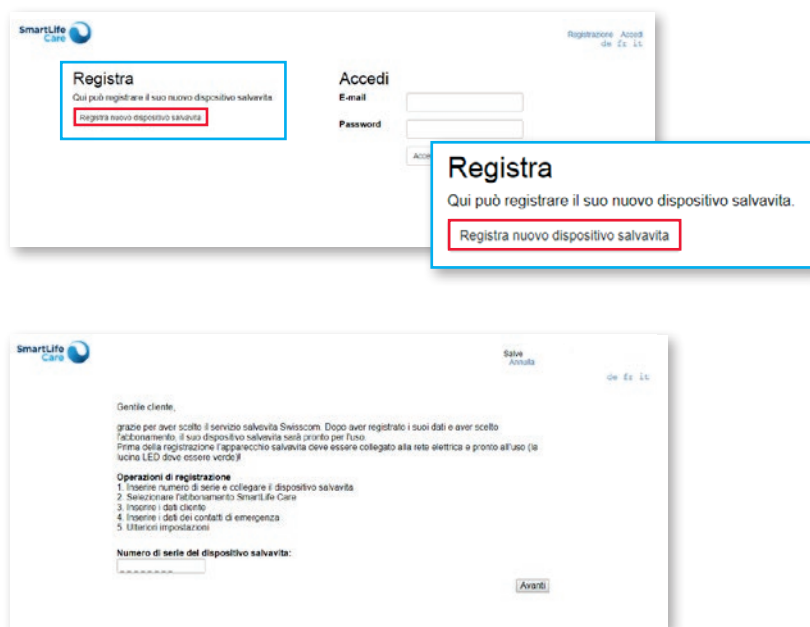 SmartLife
Care
Registrazione Accedi
de fr it
Registra
Qui può registrare il suo nuovo dispositivo salvavita.
Registra nuovo dispositivo salvavita
Accedi
E-mail
Password
Registra
Qui può registrare il suo nuovo dispositivo salvavita.
Registra nuovo dispositivo salvavita
SmartLife
Care
Salve
Annulla
de fr it
Gentile cliente,
grazie per aver scelto il servizio salvavita Swisscom. Dopo aver registrato i suoi dati e aver scelto
l'abbonamento, il suo dispositivo salvavita sarà pronto per l'uso.
Prima della registrazione l'apparecchio salvavita deve essere collegato alla rete elettrica e pronto all'uso (la
lucina LED deve essere verde)!
Operazioni di registrazione
1. Inserire numero di serie e collegare il dispositivo salvavita
2. Selezionare l'abbonamento SmartLife Care
3. Inserire i dati cliente
4. Inserire i dati dei contatti di emergenza
5. Ulteriori impostazioni
Numero di serie del dispositivo salvavita:
_ _ _ _ _ _ _ _
Avanti